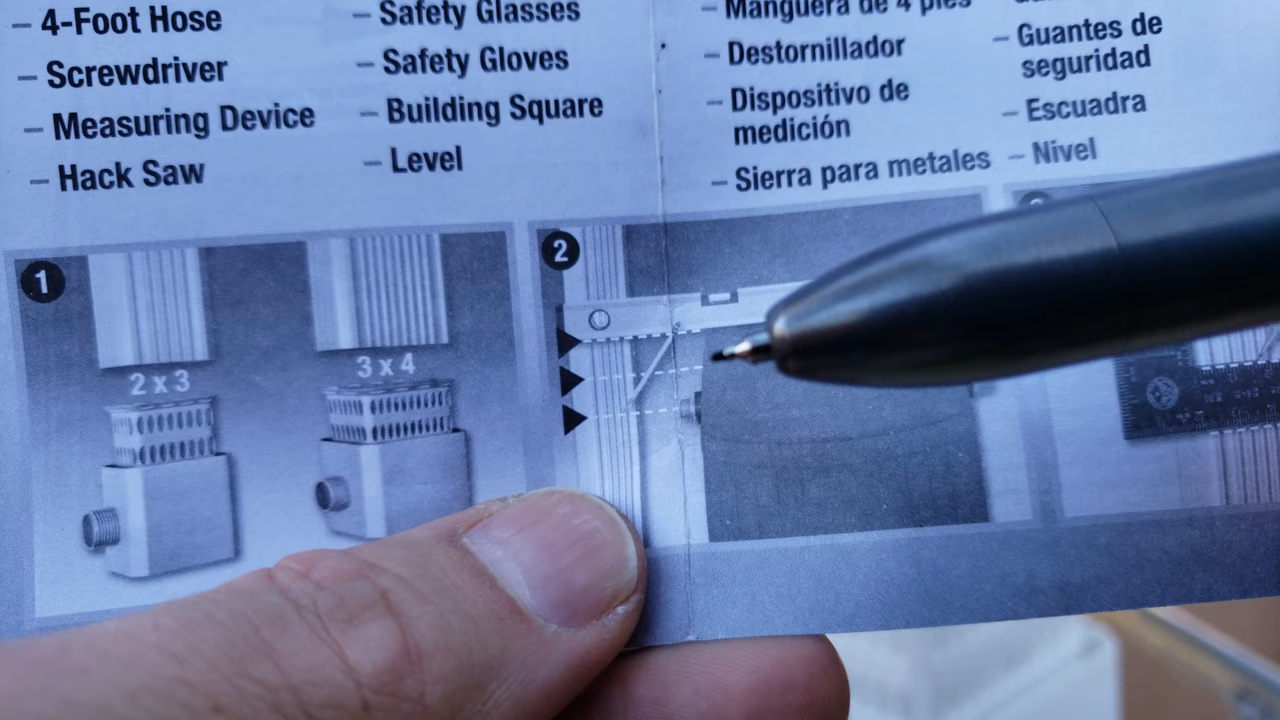 – 4-Foot Hose
– Screwdriver
– Measuring Device
– Hack Saw
– Safety Glasses
– Safety Gloves
– Building Square
– Level
– Manguera de 4 pies
– Destornillador
– Dispositivo de
medición
– Sierra para metales
– Guantes de
seguridad
– Escuadra
– Nivel
1
2 x 3
3 x 4
2